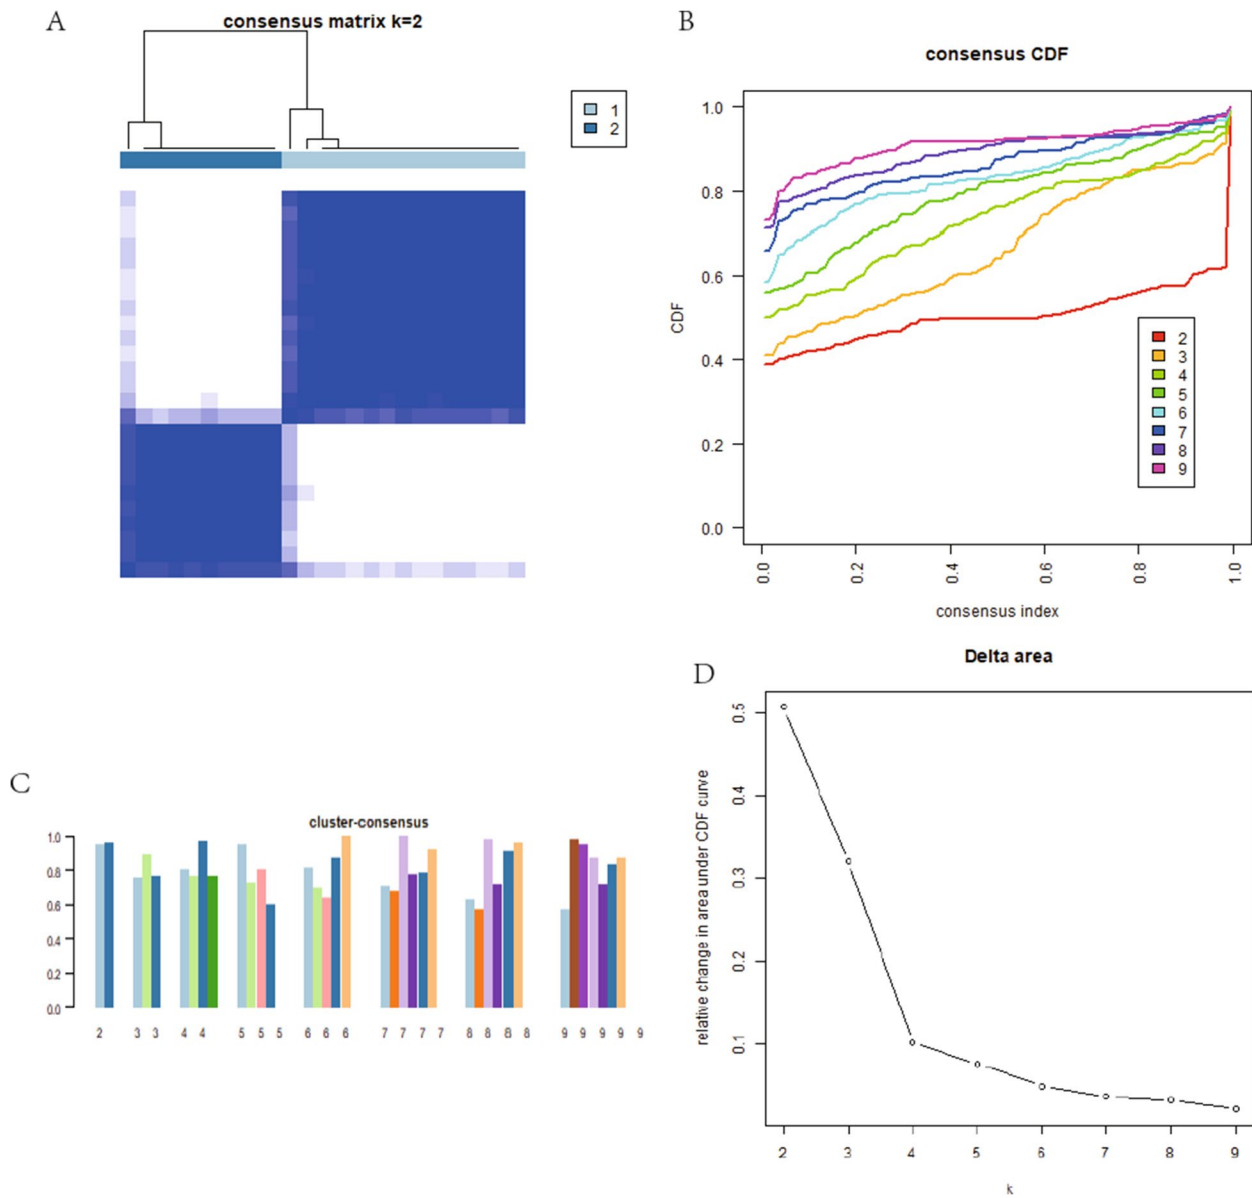 A
consensus matrix k=2
1
2
B
consensus CDF
CDF
1.0
0.8
0.6
0.4
0.2
0.0
2
3
4
5
6
7
8
9
0.0
0.2
0.4
0.6
0.8
1.0
consensus index
C
cluster-consensus
1.0
0.8
0.6
0.4
0.2
0.0
2 3 3 4 4 5 5 5 6 6 6 7 7 7 7 8 8 8 8 9 9 9 9 9
D
Delta area
relative change in area under CDF curve
0.5
0.4
0.3
0.2
0.1
2 3 4 5 6 7 8 9
k